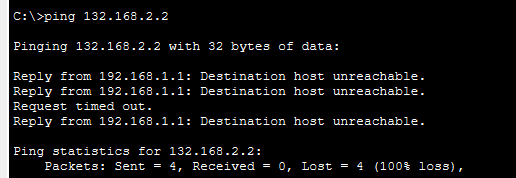 C:\>ping 132.168.2.2
Pinging 132.168.2.2 with 32 bytes of data:
Reply from 192.168.1.1: Destination host unreachable.
Reply from 192.168.1.1: Destination host unreachable.
Request timed out.
Reply from 192.168.1.1: Destination host unreachable.
Ping statistics for 132.168.2.2:
    Packets: Sent = 4, Received = 0, Lost = 4 (100% loss),